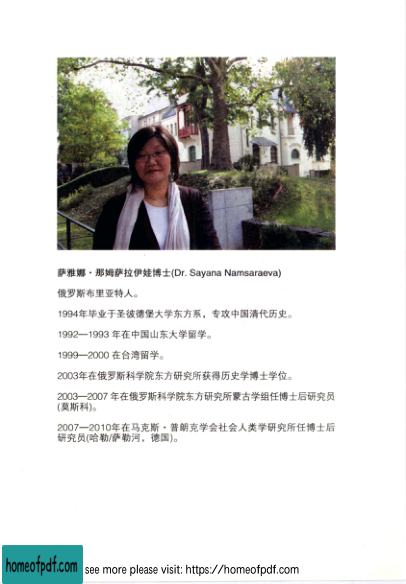 萨雅娜·那姆萨拉伊娃博士(Dr. Sayana Namsaraeva)
俄罗斯布里亚特人。
1994年毕业于圣彼德堡大学东方系，专攻中国清代历史。
1992—1993 年在中国山东大学留学。
1999—2000 在台湾留学。
2003年在俄罗斯科学院东方研究所获得历史学博士学位。
2003—2007 年在俄罗斯科学院东方研究所蒙古学组任博士后研究员
(莫斯科)。
2007—2010年在马克斯·普朗克学会社会人类学研究所任博士后
研究员(哈勒/萨勒河，德国)。
homeofpdf.com
see more please visit: https://homeofpdf.com